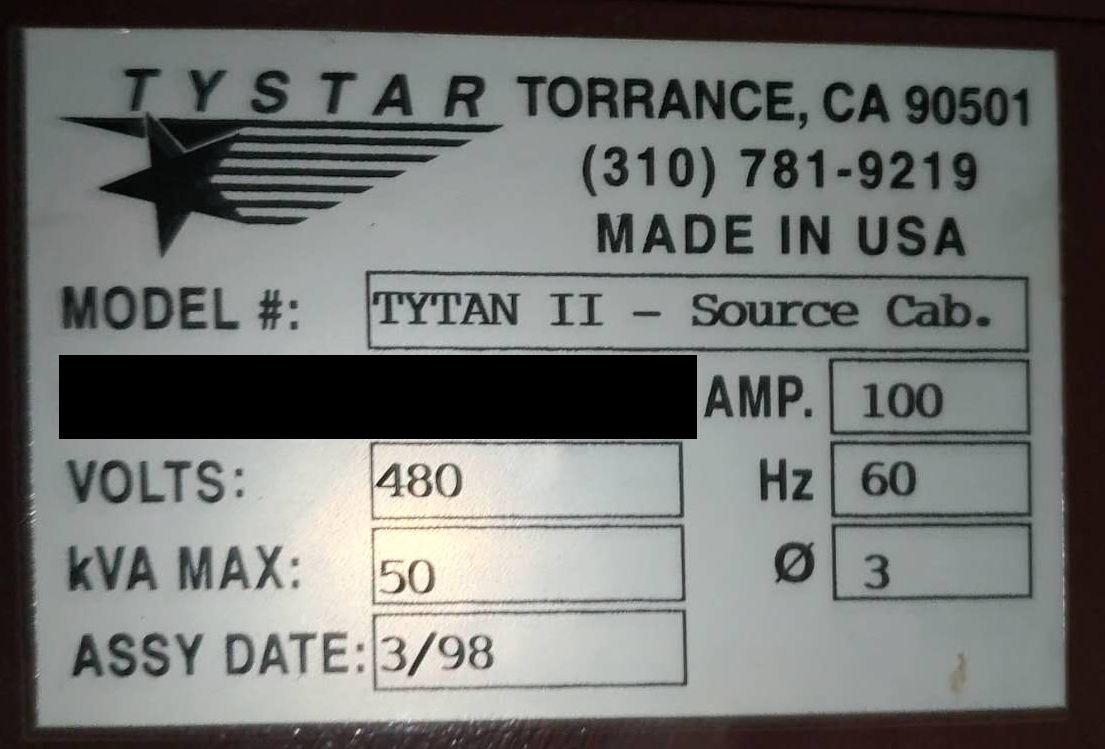 TYSTAR TORRANCE, CA 90501
(310) 781-9219
MADE IN USA
MODEL #: TYTAN II - Source Cab.
AMP. 100
VOLTS: 480 Hz 60
kVA MAX: 50 Ø 3
ASSY DATE: 3/98